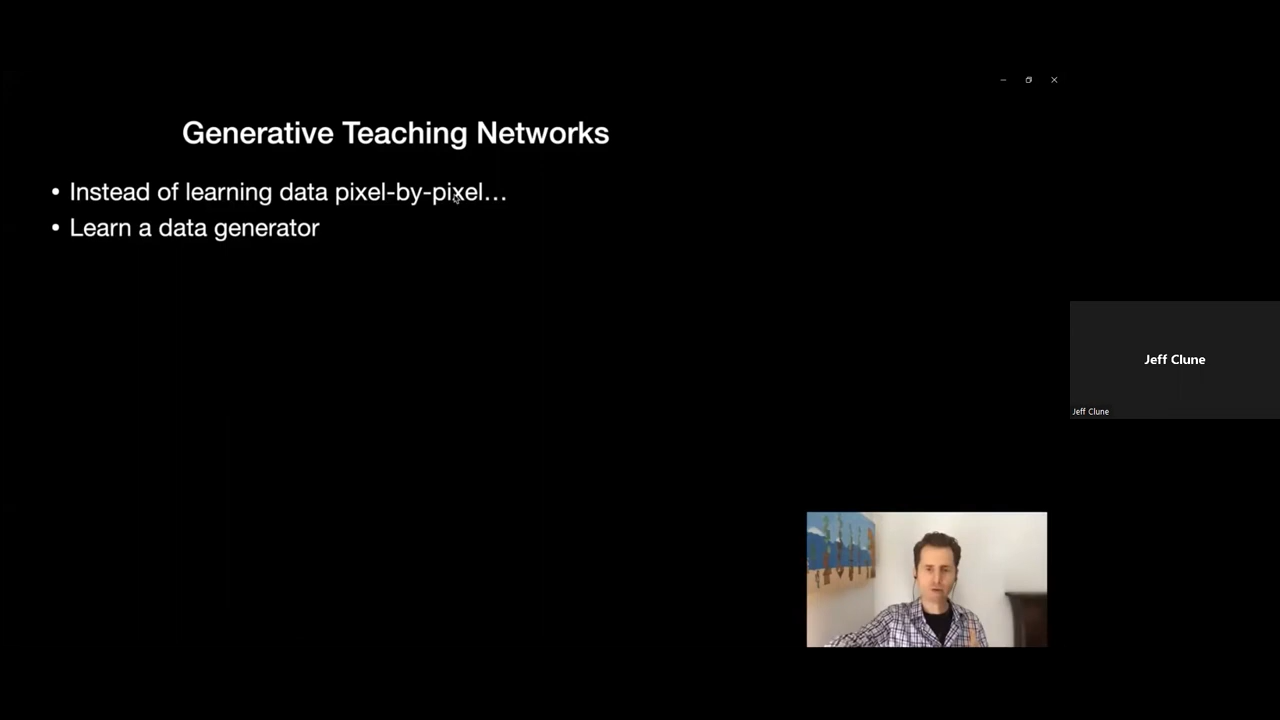 Generative Teaching Networks
• Instead of learning data pixel-by-pixel…
• Learn a data generator
Jeff Clune
Jeff Clune